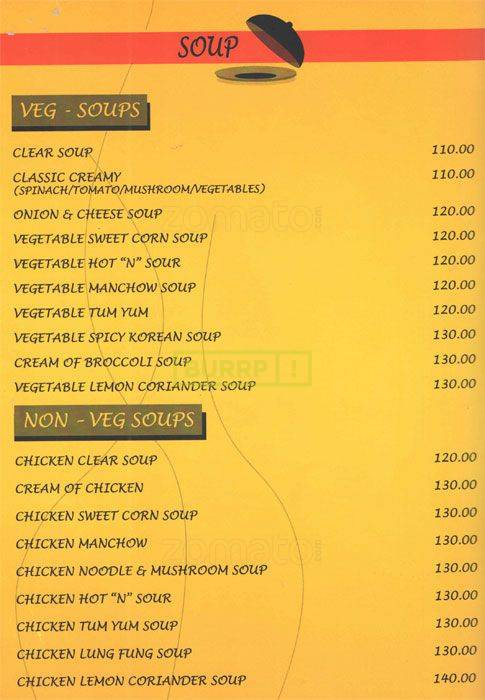 SOUP
VEG - SOUPS
CLEAR SOUP 110.00
CLASSIC CREAMY 110.00
(SPINACH/TOMATO/MUSHROOM/VEGETABLES)
ONION & CHEESE SOUP 120.00
zomato.com
VEGETABLE SWEET CORN SOUP 120.00
VEGETABLE HOT "N" SOUR 120.00
VEGETABLE MANCHOW SOUP 120.00
VEGETABLE TUM YUM 120.00
VEGETABLE SPICY KOREAN SOUP 130.00
CREAM OF BROCCOLI SOUP 130.00
BURRP!
VEGETABLE LEMON CORIANDER SOUP 130.00
NON - VEG SOUPS
CHICKEN CLEAR SOUP 120.00
CREAM OF CHICKEN 130.00
CHICKEN SWEET CORN SOUP 130.00
CHICKEN MANCHOW 130.00
zomato.com
CHICKEN NOODLE & MUSHROOM SOUP 130.00
CHICKEN HOT "N" SOUR 130.00
CHICKEN TUM YUM SOUP 130.00
CHICKEN LUNG FUNG SOUP 130.00
CHICKEN LEMON CORIANDER SOUP 140.00